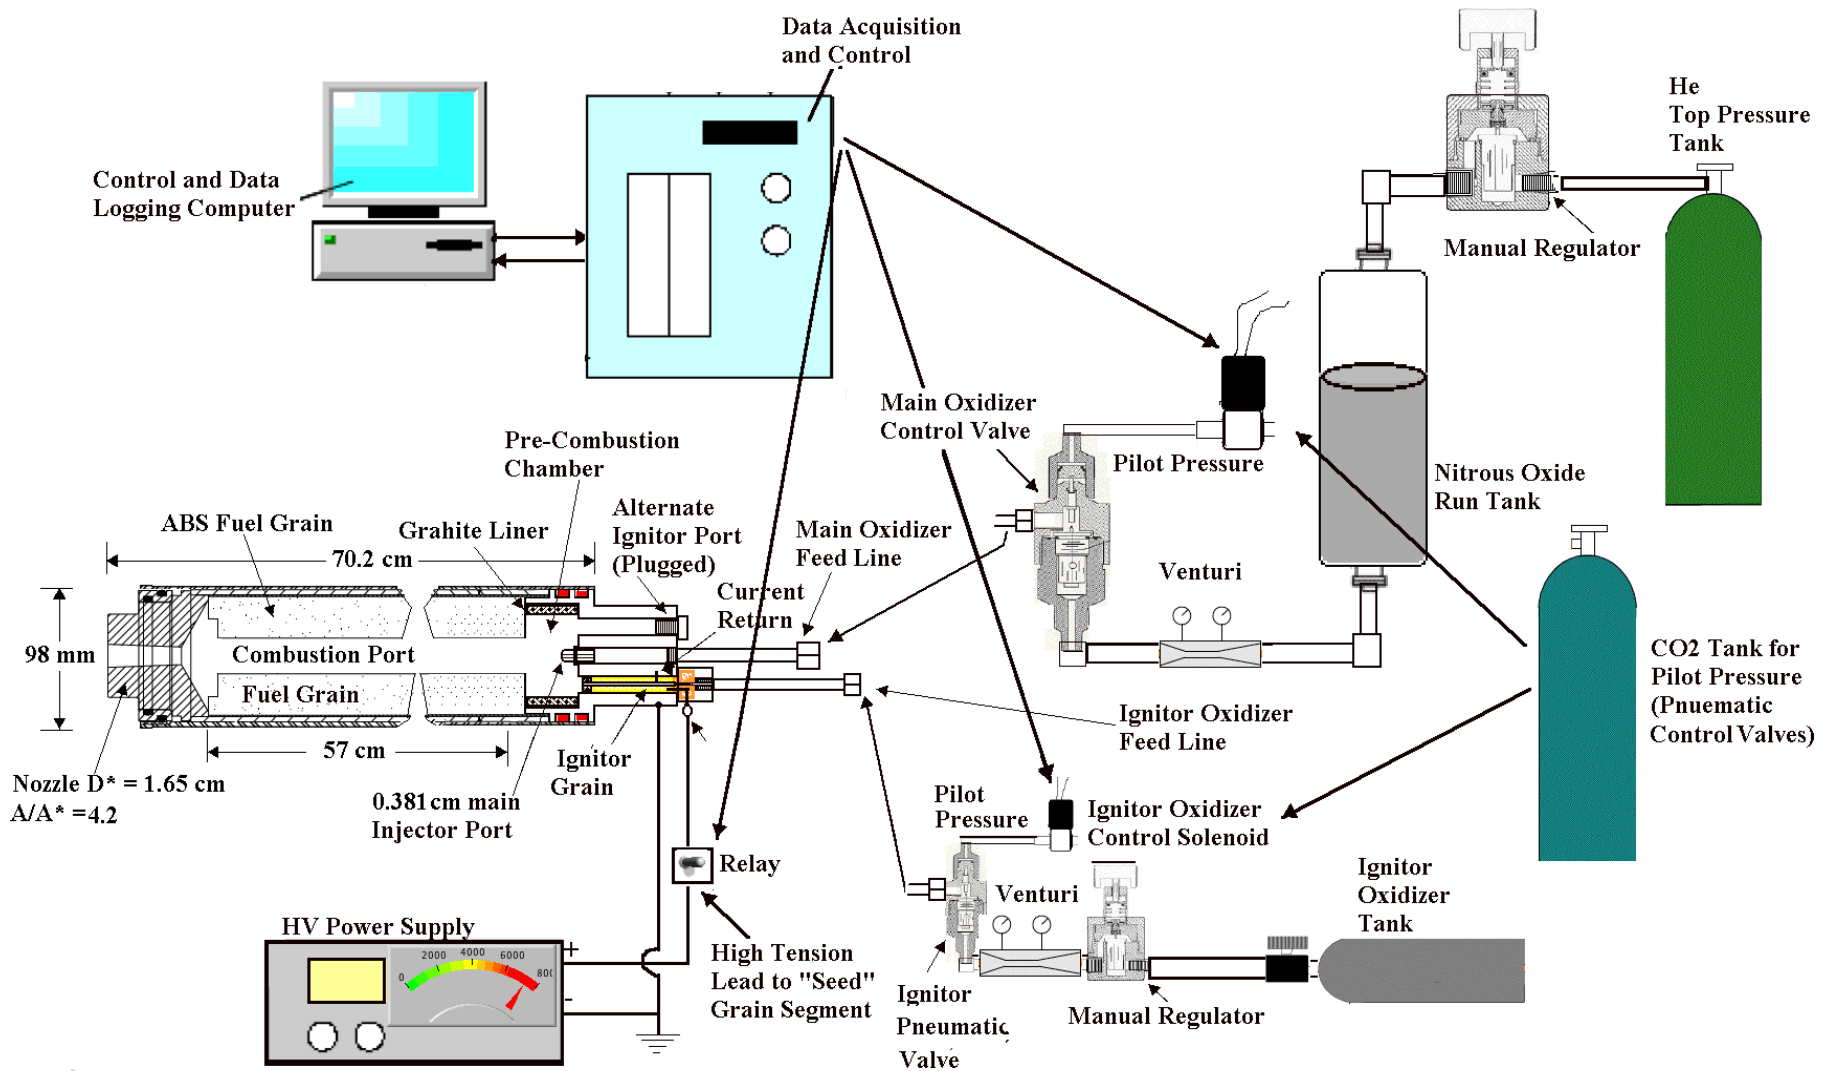 Data Acquisition
and Control
He
Top Pressure
Tank
Control and Data
Logging Computer
Manual Regulator
Main Oxidizer
Control Valve
Pilot Pressure
Nitrous Oxide
Run Tank
Pre-Combustion
Chamber
ABS Fuel Grain
Grahite Liner
Alternate
Ignitor Port
(Plugged)
Main Oxidizer
Feed Line
70.2 cm
Current
Return
Venturi
98 mm
Combustion Port
Fuel Grain
CO2 Tank for
Pilot Pressure
(Pnuematic
Control Valves)
57 cm
Ignitor
Grain
Ignitor Oxidizer
Feed Line
Nozzle D* = 1.65 cm
A/A* = 4.2
0.381cm main
Injector Port
Pilot
Pressure
Ignitor Oxidizer
Control Solenoid
Relay
Venturi
Ignitor
Oxidizer
Tank
HV Power Supply
+
-
0
2000
4000
6000
800
High Tension
Lead to "Seed"
Grain Segment
Ignitor
Pneumatic
Valve
Manual Regulator